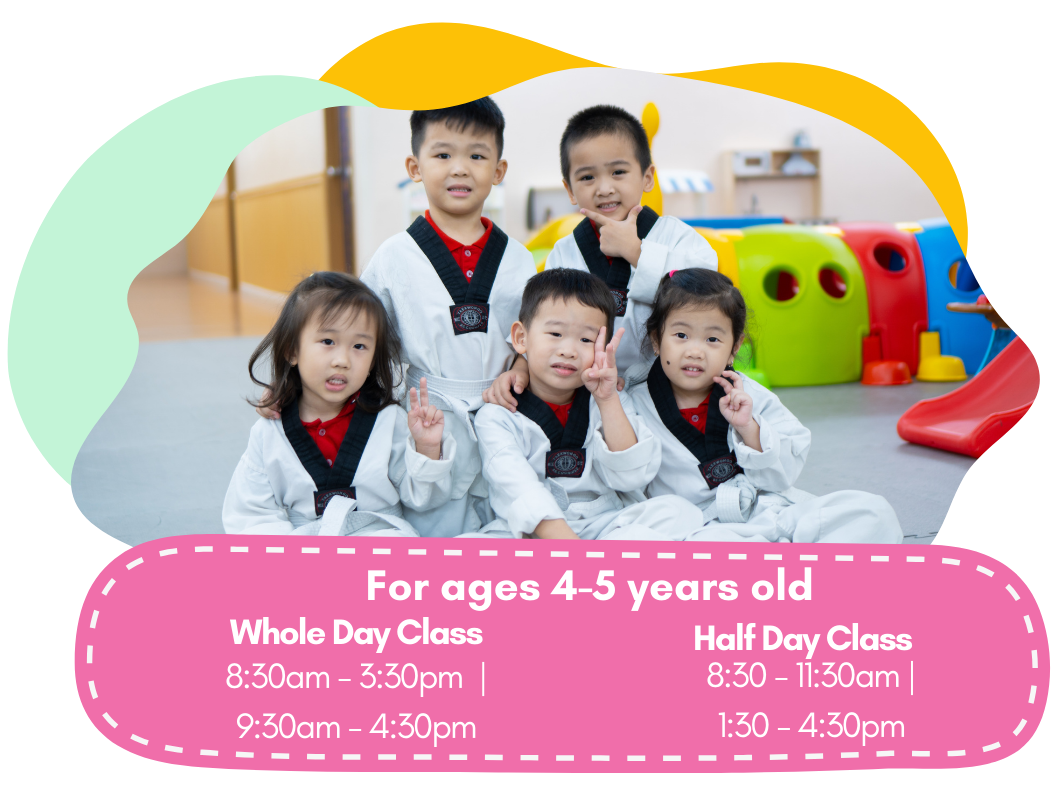 For ages 4-5 years old
Whole Day Class
8:30am - 3:30pm |
9:30am - 4:30pm
Half Day Class
8:30 - 11:30am |
1:30 - 4:30pm